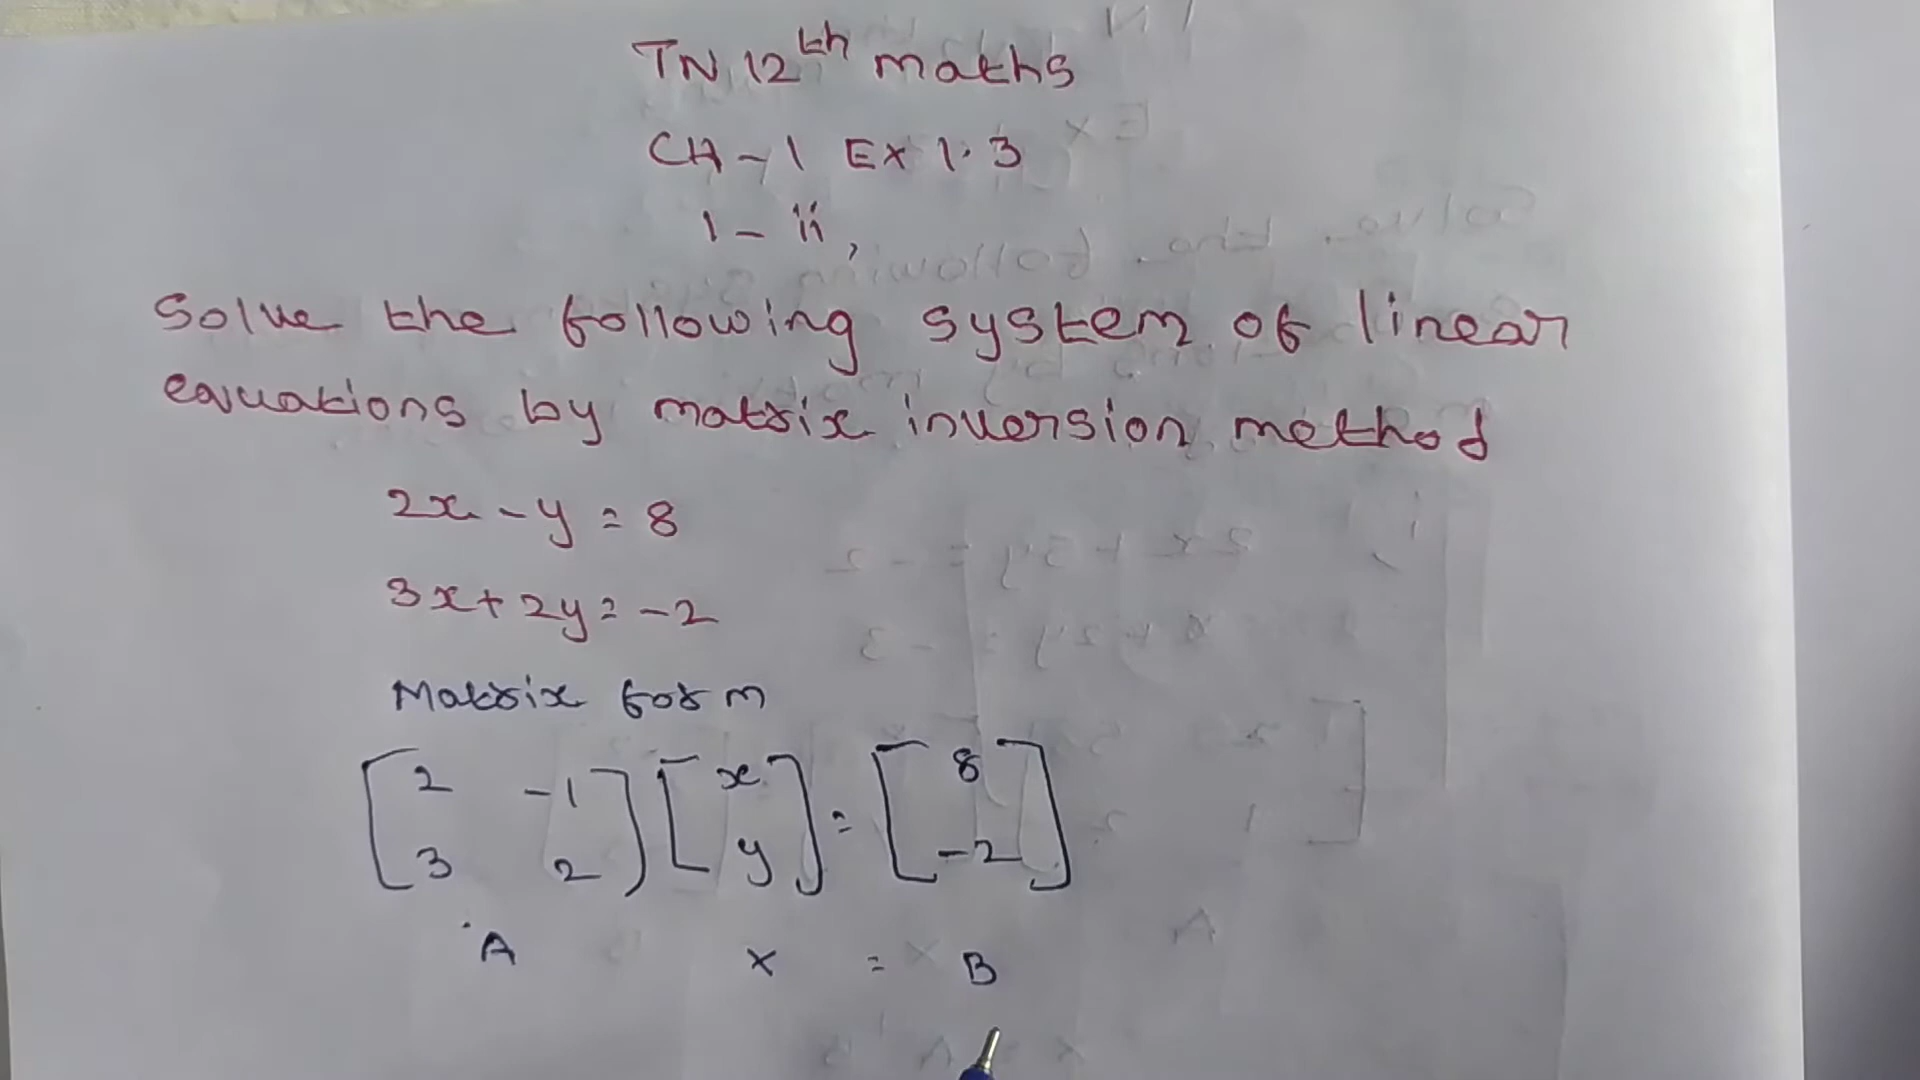 TN 12th maths
CH-1 Ex 1.3
1-ii,
Solve the following system of linear
equations by matrix inversion method
2x - y = 8
3x + 2y = -2
Matrix form
[2 -1] [x] = [8]
[3 2] [y] [-2]
A X = B